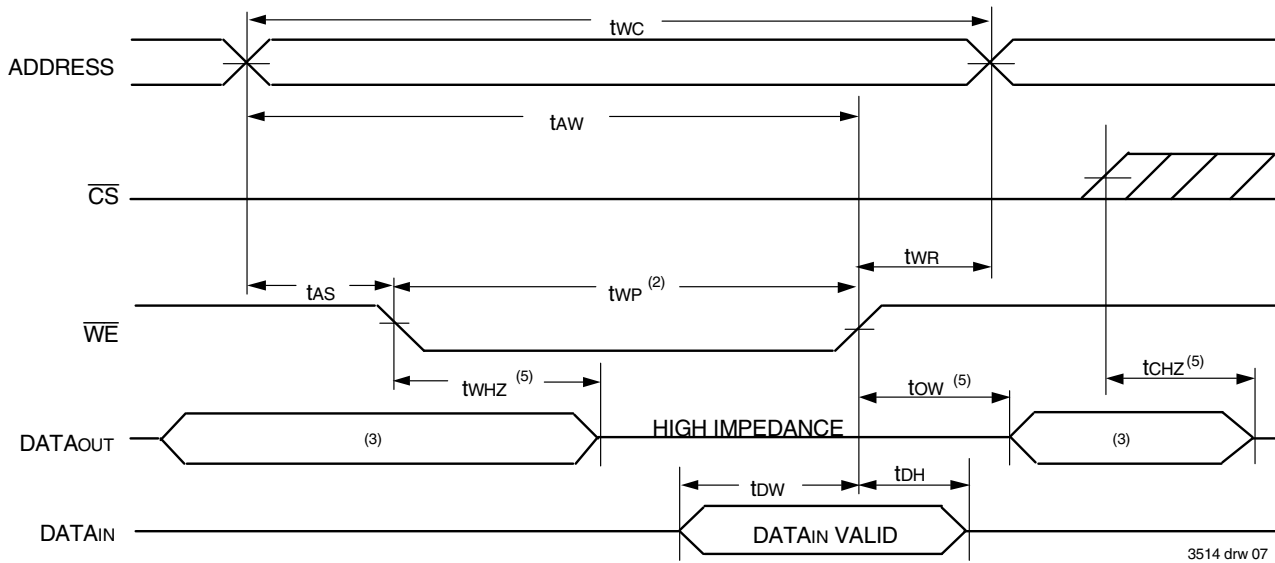 tWC
ADDRESS
tAW
CS
tWR
tAS
tWP (2)
WE
tWHZ (5)
tOW (5)
tCHZ (5)
DATAOUT
(3)
HIGH IMPEDANCE
(3)
tDW
tDH
DATAIN
DATAIN VALID
3514 drw 07